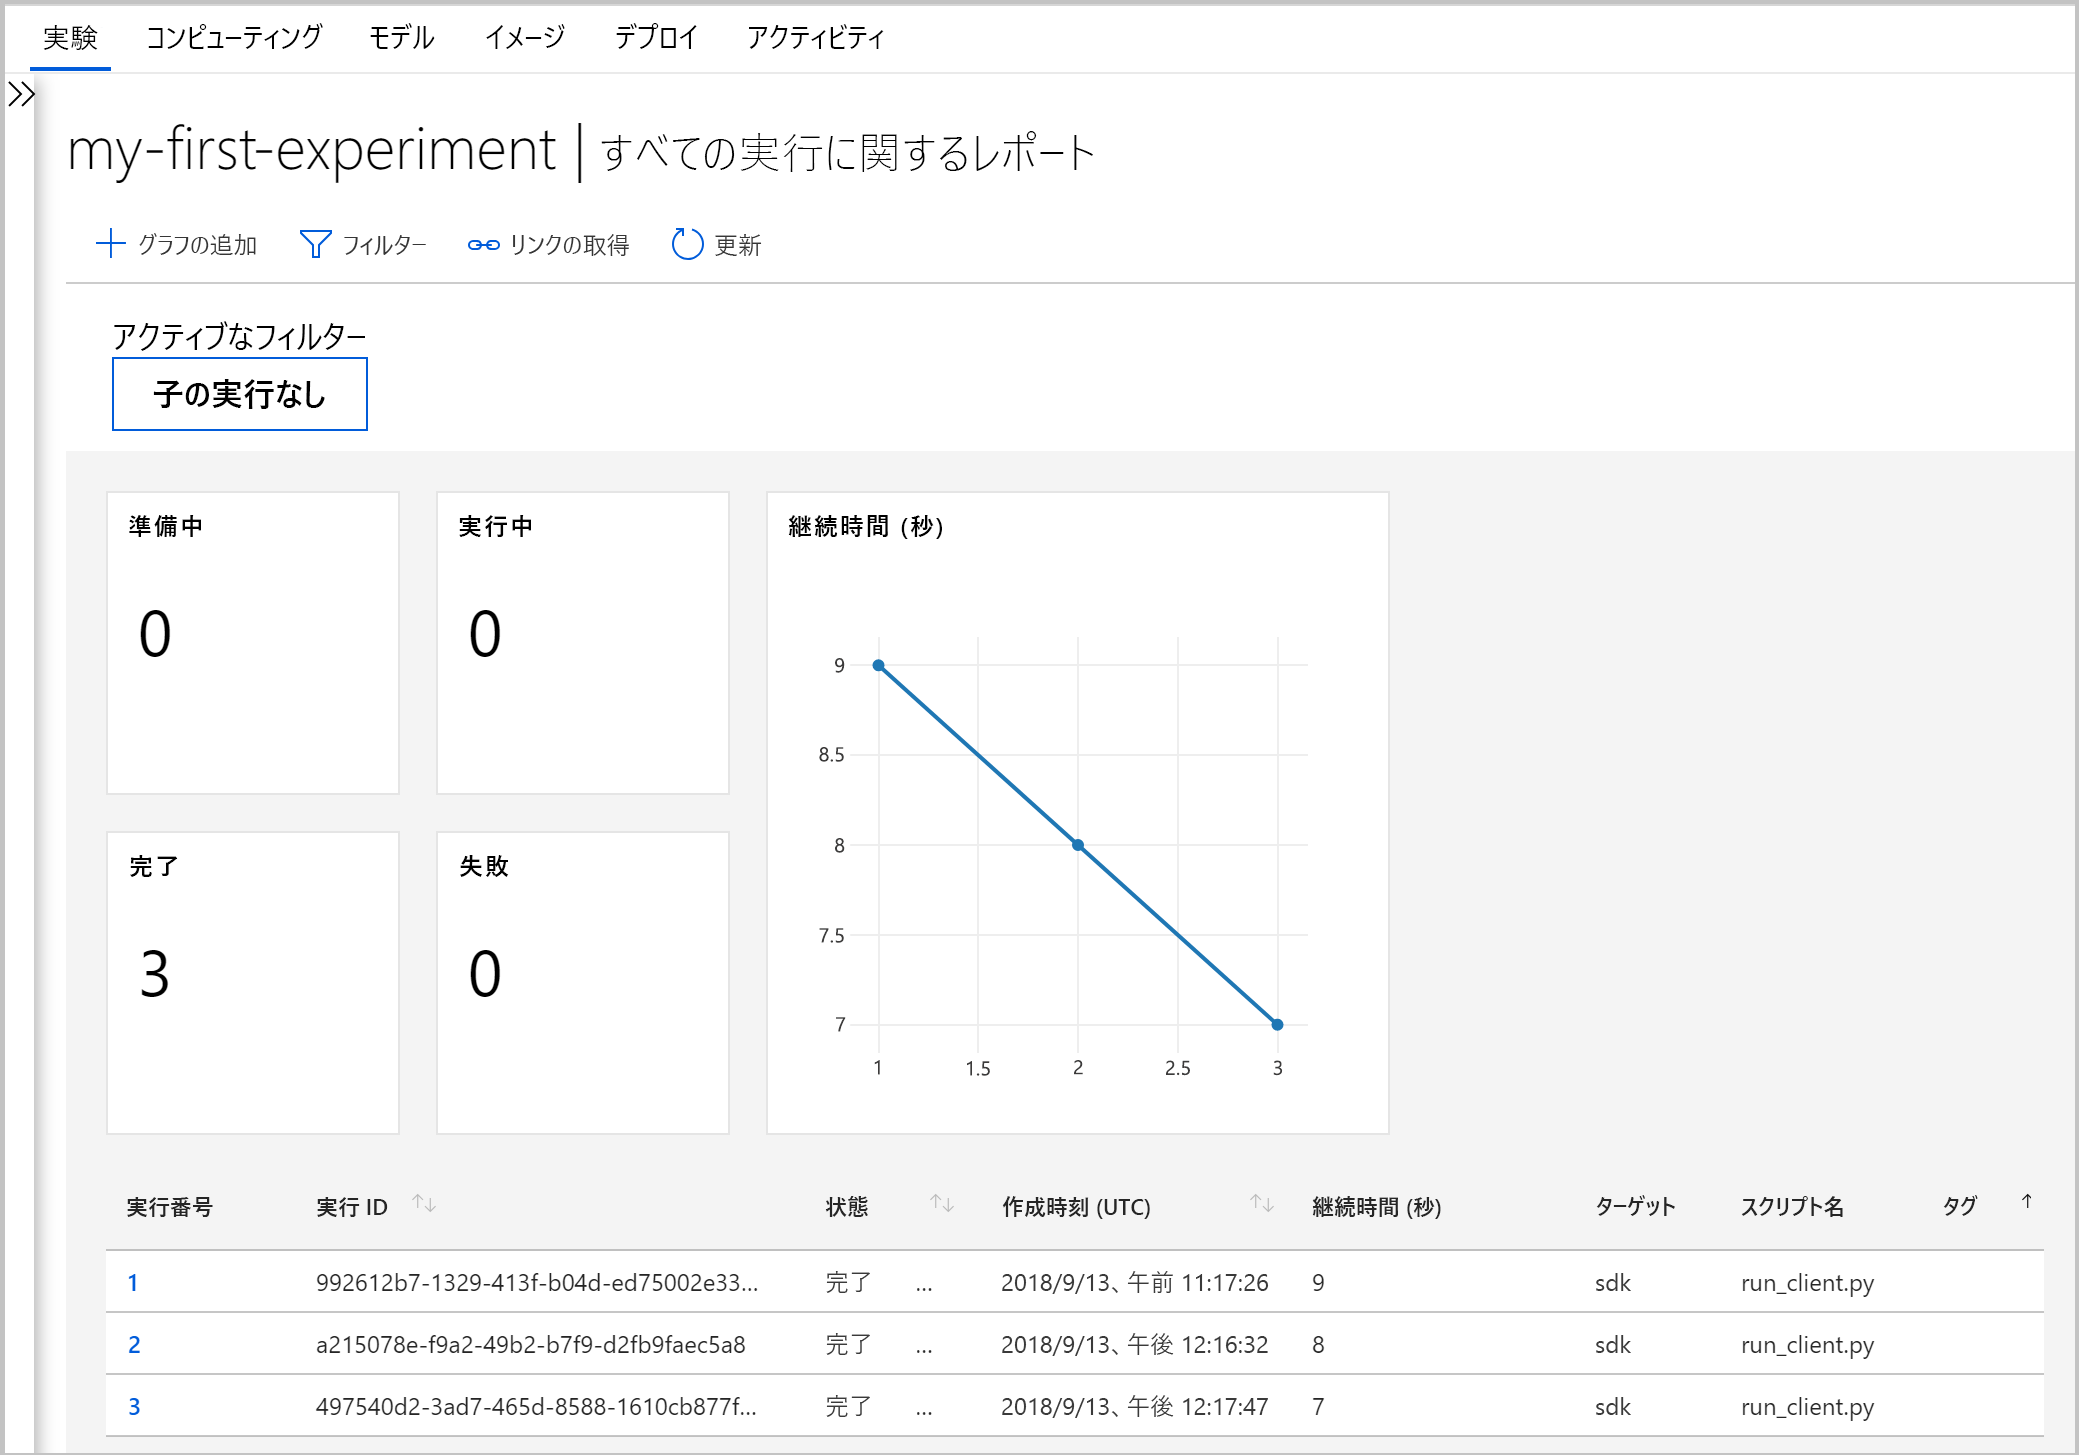 実験 コンピューティング モデル イメージ デプロイ アクティビティ
my-first-experiment | すべての実行に関するレポート
グラフの追加 フィルター リンクの取得 更新
アクティブなフィルター
子の実行なし
準備中
0
実行中
0
完了
3
失敗
0
継続時間 (秒)
9
8.5
8
7.5
7
1 1.5 2 2.5 3
実行番号 実行 ID 状態 作成時刻 (UTC) 継続時間 (秒) ターゲット スクリプト名 タグ
1 992612b7-1329-413f-b04d-ed75002e33... 完了 ... 2018/9/13、午前 11:17:26 9 sdk run_client.py
2 a215078e-f9a2-49b2-b7f9-d2fb9faec5a8 完了 ... 2018/9/13、午後 12:16:32 8 sdk run_client.py
3 497540d2-3ad7-465d-8588-1610cb877f... 完了 ... 2018/9/13、午後 12:17:47 7 sdk run_client.py